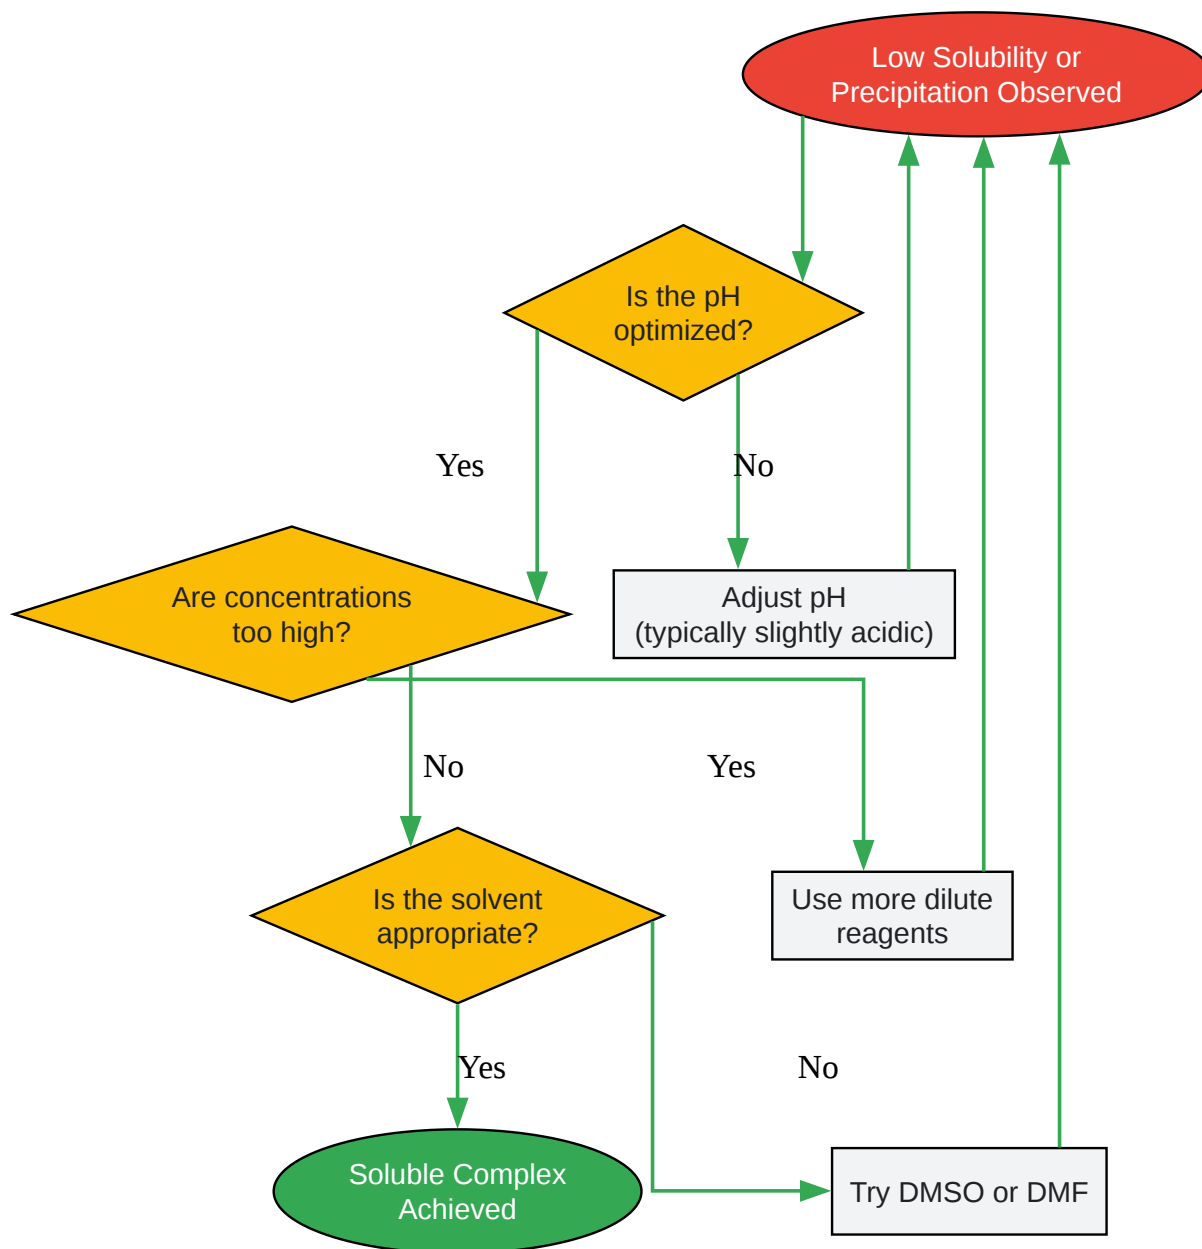 Low Solubility or
Precipitation Observed
Is the pH
optimized?
Yes
No
Are concentrations
too high?
Adjust pH
(typically slightly acidic)
No
Yes
Is the solvent
appropriate?
Use more dilute
reagents
Yes
No
Soluble Complex
Achieved
Try DMSO or DMF